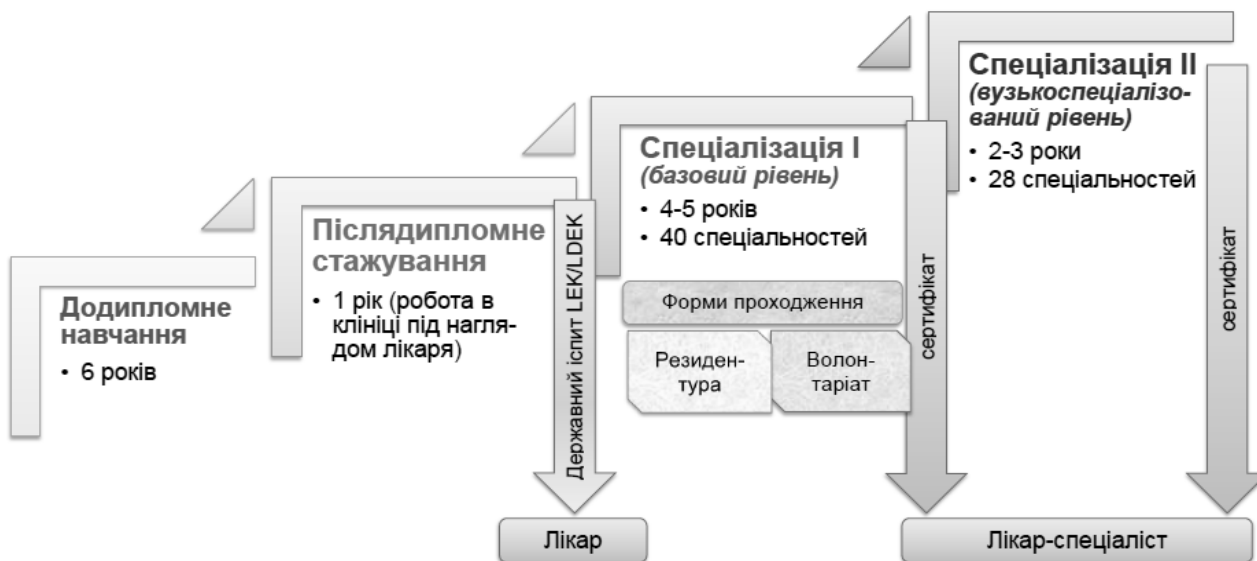 Додипломне
навчання
• 6 років
Післядипломне
стажування
• 1 рік (робота в
клініці під нагля-
дом лікаря)
Державний іспит LEK/LDEK
Лікар
Спеціалізація I
(базовий рівень)
• 4-5 років
• 40 спеціальностей
Форми проходження
Резиден-
тура
Волон-
таріат
сертифікат
Спеціалізація II
(вузькоспеціалізо-
ваний рівень)
• 2-3 роки
• 28 спеціальностей
сертифікат
Лікар-спеціаліст